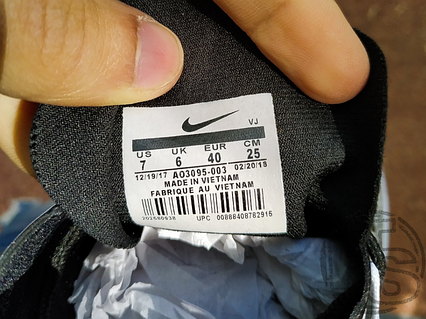 VJ
US UK EUR CM
7 6 40 25
12/19/17 AO3095-003 02/20/18
MADE IN VIETNAM
FABRIQUE AU VIETNAM
UPC 00888408782916